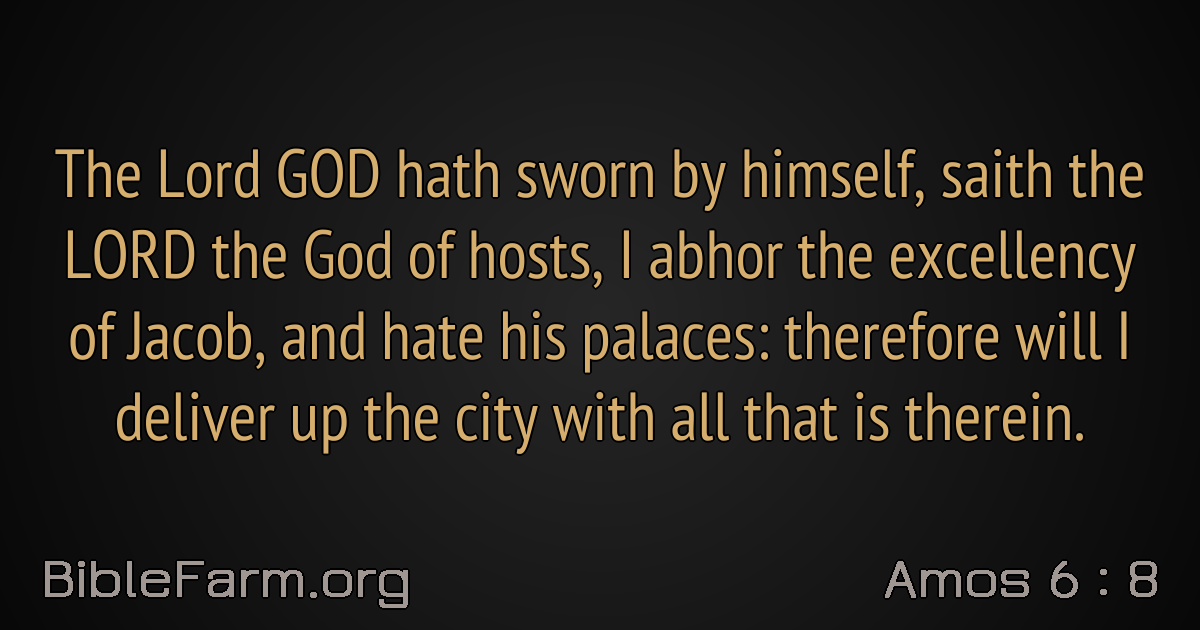 The Lord GOD hath sworn by himself, saith the
LORD the God of hosts, I abhor the excellency
of Jacob, and hate his palaces: therefore will I
deliver up the city with all that is therein.
BibleFarm.org
Amos 6 : 8